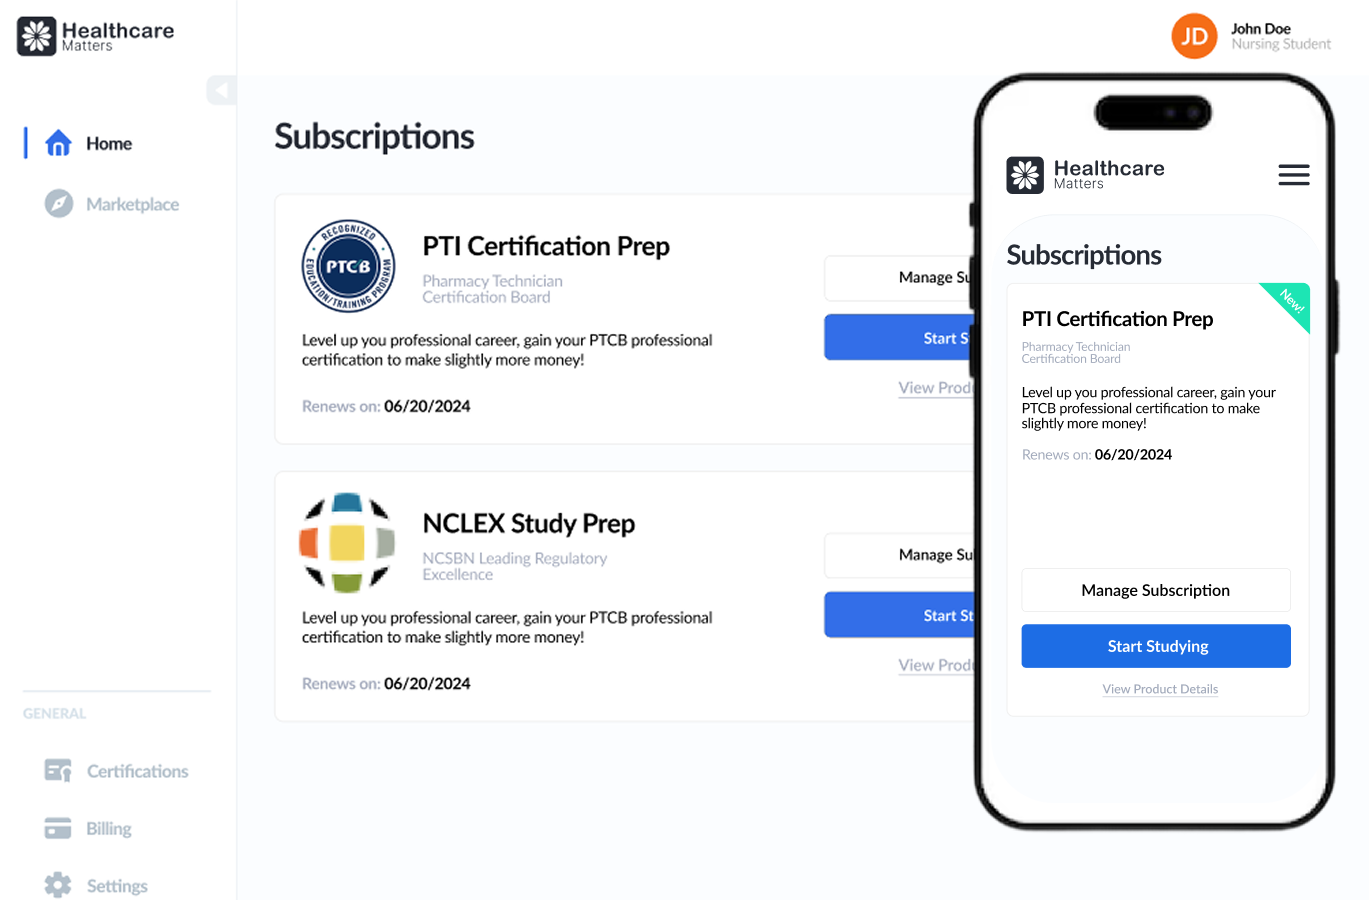 Healthcare
Matters
JD
John Doe
Nursing Student
Home
Marketplace
GENERAL
Certifications
Billing
Settings
Subscriptions
RECOGNIZED
PTCB
EDUCATION/TRAINING PROGRAM
PTI Certification Prep
Pharmacy Technician
Certification Board
Level up you professional career, gain your PTCB professional
certification to make slightly more money!
Renews on: 06/20/2024
Manage Su
Start S
View Prod
NCLEX Study Prep
NCSBN Leading Regulatory
Excellence
Level up you professional career, gain your PTCB professional
certification to make slightly more money!
Renews on: 06/20/2024
Manage Su
Start St
View Prod
Healthcare
Matters
Subscriptions
New!
PTI Certification Prep
Pharmacy Technician
Certification Board
Level up you professional career, gain your
PTCB professional certification to make
slightly more money!
Renews on: 06/20/2024
Manage Subscription
Start Studying
View Product Details